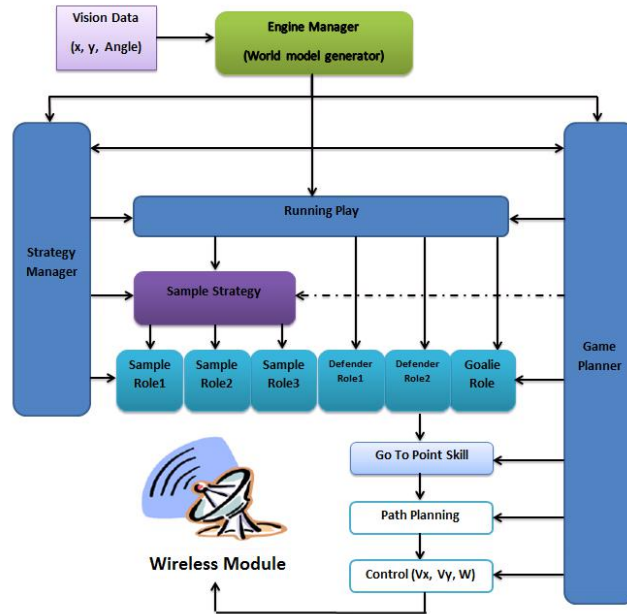 Vision Data
(x, y, Angle)
Engine Manager
(World model generator)
Running Play
Strategy
Manager
Sample Strategy
Game
Planner
Sample
Role1
Sample
Role2
Sample
Role3
Defender
Role1
Defender
Role2
Goalie
Role
Go To Point Skill
Path Planning
Wireless Module
Control (Vx, Vy, W)